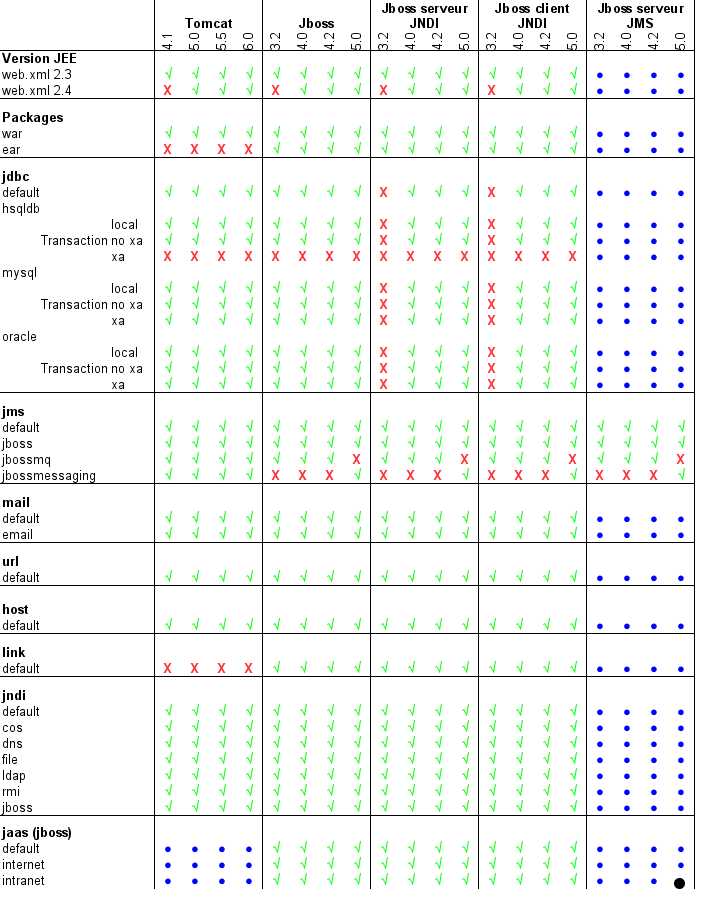 Tomcat Jboss Jboss serveur JNDI Jboss client JNDI Jboss serveur JMS
4.1 5.0 5.5 6.0 3.2 4.0 4.2 5.0 3.2 4.0 4.2 5.0 3.2 4.0 4.2 5.0 3.2 4.0 4.2 5.0
Version JEE
web.xml 2.3 √ √ √ √ √ √ √ √ √ √ √ √ √ √ √ √ ● ● ● ●
web.xml 2.4 X √ √ √ X √ √ √ X √ √ √ X √ √ √ ● ● ● ●
Packages
war √ √ √ √ √ √ √ √ √ √ √ √ √ √ √ √ ● ● ● ●
ear X X X X √ √ √ √ √ √ √ √ √ √ √ √ ● ● ● ●
jdbc
default √ √ √ √ √ √ √ √ X √ √ √ X √ √ √ ● ● ● ●
hsqldb
local √ √ √ √ √ √ √ √ X √ √ √ X √ √ √ ● ● ● ●
Transaction no xa √ √ √ √ √ √ √ √ X √ √ √ X √ √ √ ● ● ● ●
xa X X X X X X X X X X X X X X X X ● ● ● ●
mysql
local √ √ √ √ √ √ √ √ X √ √ √ X √ √ √ ● ● ● ●
Transaction no xa √ √ √ √ √ √ √ √ X √ √ √ X √ √ √ ● ● ● ●
xa √ √ √ √ √ √ √ √ X √ √ √ X √ √ √ ● ● ● ●
oracle
local √ √ √ √ √ √ √ √ X √ √ √ X √ √ √ ● ● ● ●
Transaction no xa √ √ √ √ √ √ √ √ X √ √ √ X √ √ √ ● ● ● ●
xa √ √ √ √ √ √ √ √ X √ √ √ X √ √ √ ● ● ● ●
jms
default √ √ √ √ √ √ √ √ √ √ √ √ √ √ √ √ √ √ √ √
jboss √ √ √ √ √ √ √ √ √ √ √ √ √ √ √ √ √ √ √ √
jbossmq √ √ √ √ √ √ √ X √ √ √ X √ √ √ X √ √ √ X
jbossmessaging √ √ √ √ X X X √ X X X √ X X X √ X X X √
mail
default √ √ √ √ √ √ √ √ √ √ √ √ √ √ √ √ ● ● ● ●
email √ √ √ √ √ √ √ √ √ √ √ √ √ √ √ √ ● ● ● ●
url
default √ √ √ √ √ √ √ √ √ √ √ √ √ √ √ √ ● ● ● ●
host
default √ √ √ √ √ √ √ √ √ √ √ √ √ √ √ √ ● ● ● ●
link
default X X X X √ √ √ √ √ √ √ √ √ √ √ √ ● ● ● ●
jndi
default √ √ √ √ √ √ √ √ √ √ √ √ √ √ √ √ ● ● ● ●
cos √ √ √ √ √ √ √ √ √ √ √ √ √ √ √ √ ● ● ● ●
dns √ √ √ √ √ √ √ √ √ √ √ √ √ √ √ √ ● ● ● ●
file √ √ √ √ √ √ √ √ √ √ √ √ √ √ √ √ ● ● ● ●
ldap √ √ √ √ √ √ √ √ √ √ √ √ √ √ √ √ ● ● ● ●
rmi √ √ √ √ √ √ √ √ √ √ √ √ √ √ √ √ ● ● ● ●
jboss √ √ √ √ √ √ √ √ √ √ √ √ √ √ √ √ ● ● ● ●
jaas (jboss)
default ● ● ● ● √ √ √ √ √ √ √ √ √ √ √ √ ● ● ● ●
internet ● ● ● ● √ √ √ √ √ √ √ √ √ √ √ √ ● ● ● ●
intranet ● ● ● ● √ √ √ √ √ √ √ √ √ √ √ √ ● ● ● ●